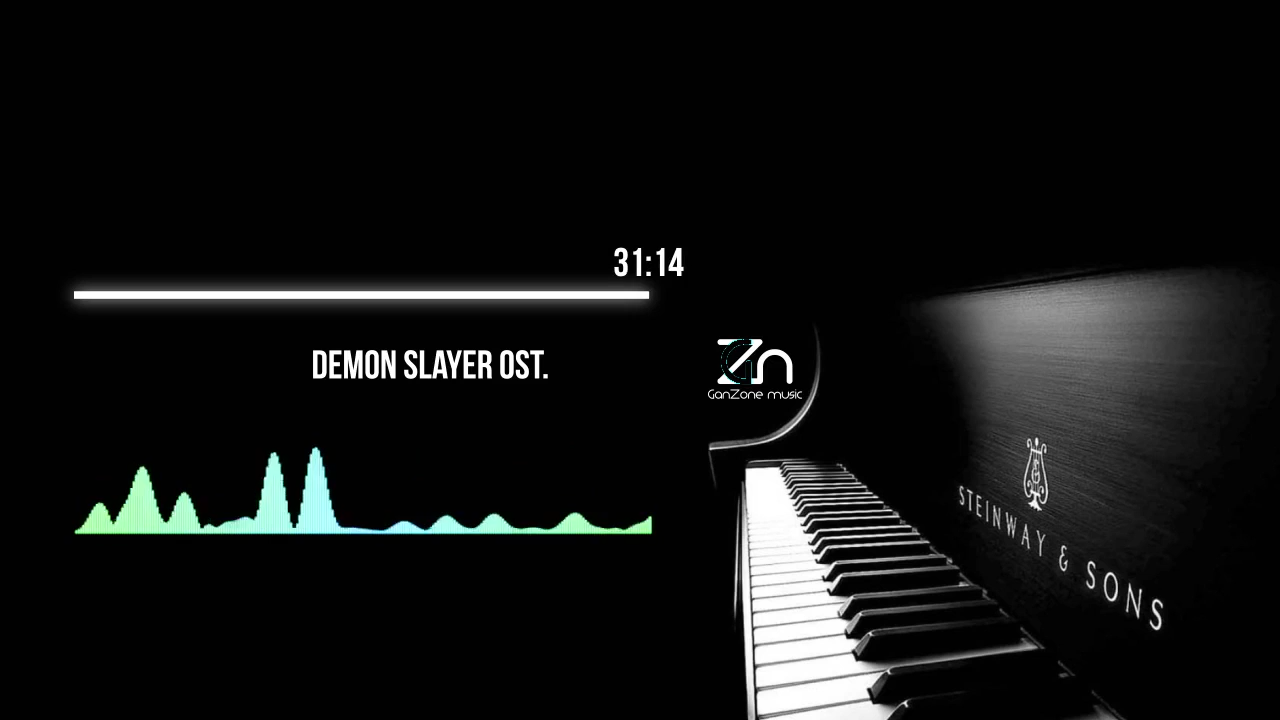 31:14
DEMON SLAYER OST.
Zn
GanZone music
STEINWAY & SONS